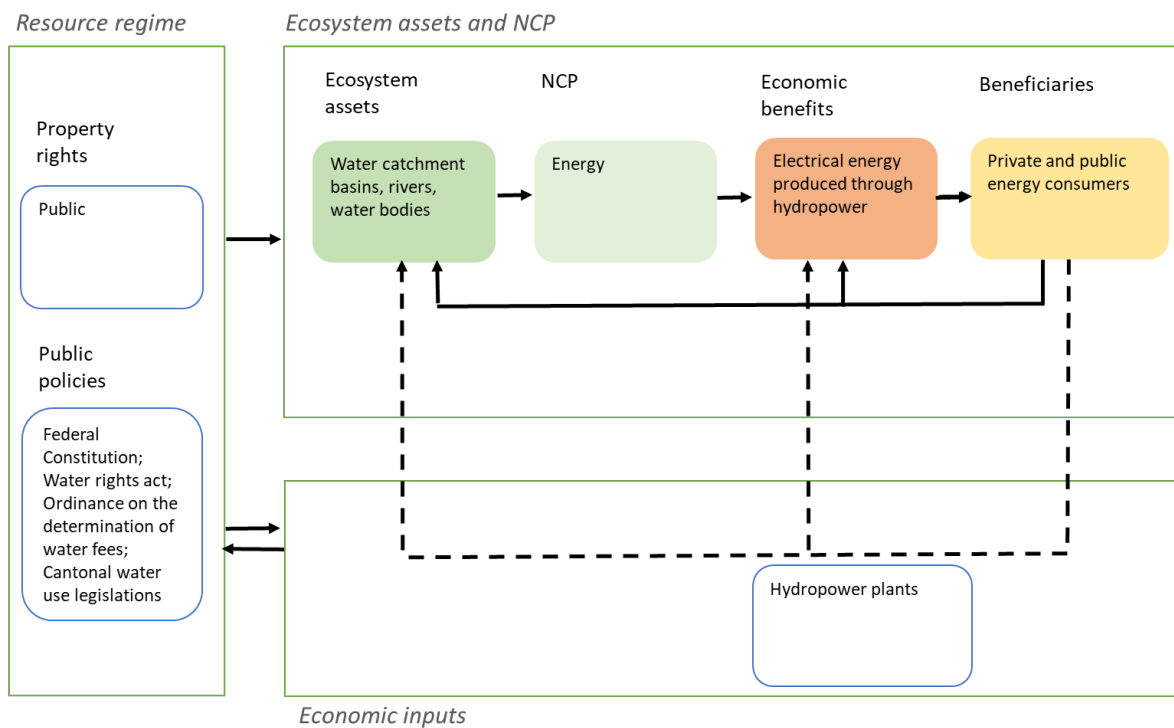 Resource regime
Ecosystem assets and NCP
Property
rights
Public
Public
policies
Federal
Constitution;
Water rights act;
Ordinance on the
determination of
water fees;
Cantonal water
use legislations
Ecosystem
assets
NCP
Economic
benefits
Beneficiaries
Water catchment
basins, rivers,
water bodies
Energy
Electrical energy
produced through
hydropower
Private and public
energy consumers
Hydropower plants
Economic inputs